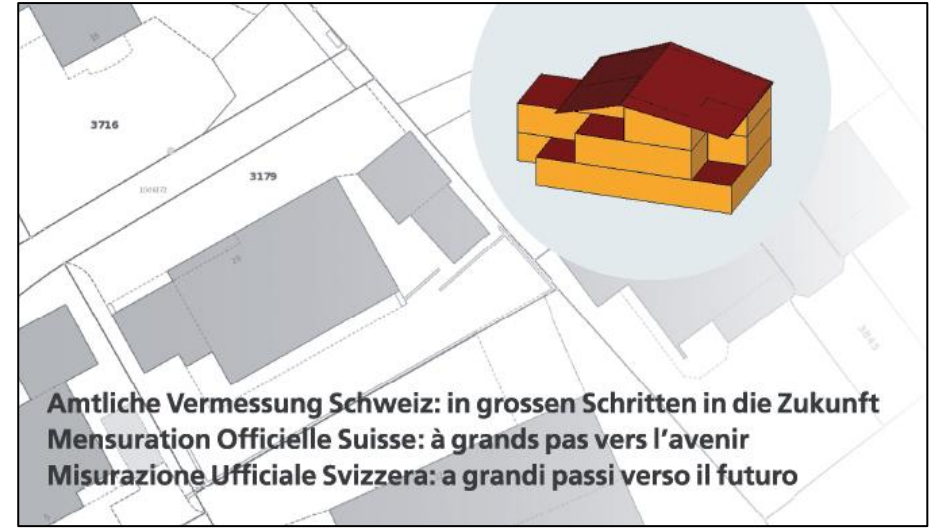 3716
3179
3843
Amtliche Vermessung Schweiz: in grossen Schritten in die Zukunft
Mensuration Officielle Suisse: à grands pas vers l’avenir
Misurazione Ufficiale Svizzera: a grandi passi verso il futuro